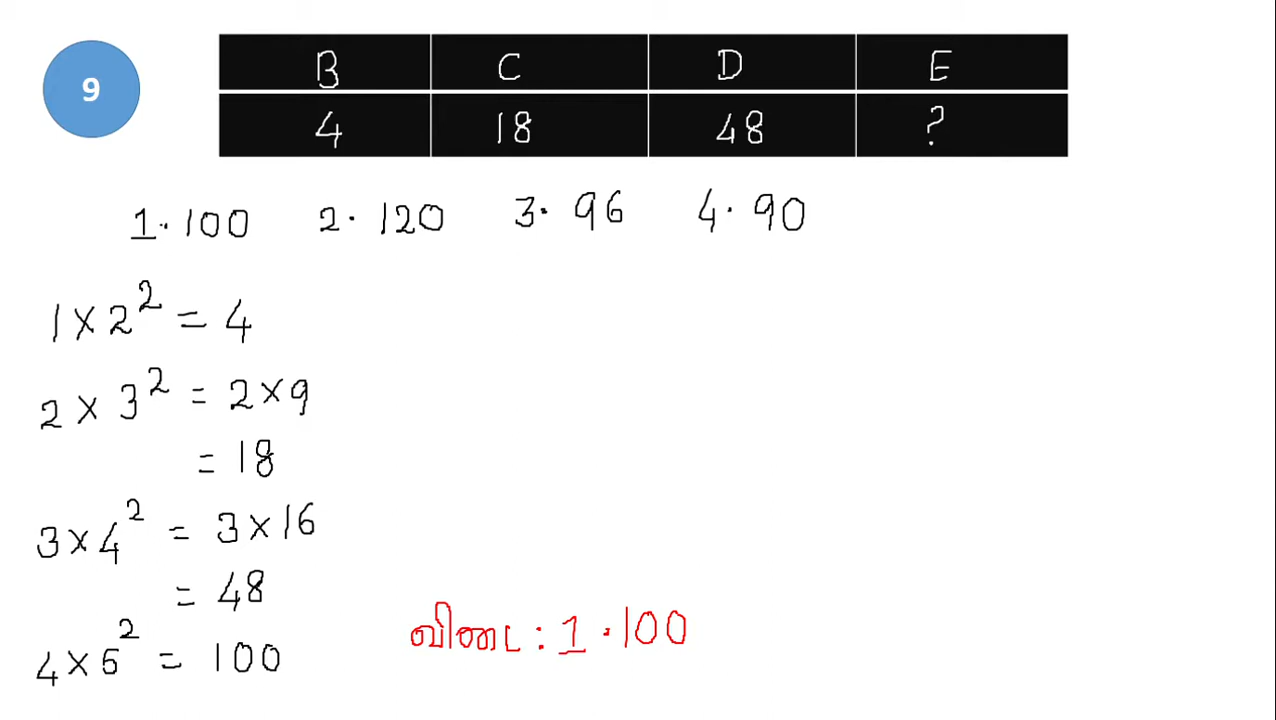 9
B C D E
4 18 48 ?
1. 100 2. 120 3. 96 4. 90
1 × 2² = 4
2 × 3² = 2 × 9
= 18
3 × 4² = 3 × 16
= 48
4 × 5² = 100
விடை : 1 . 100